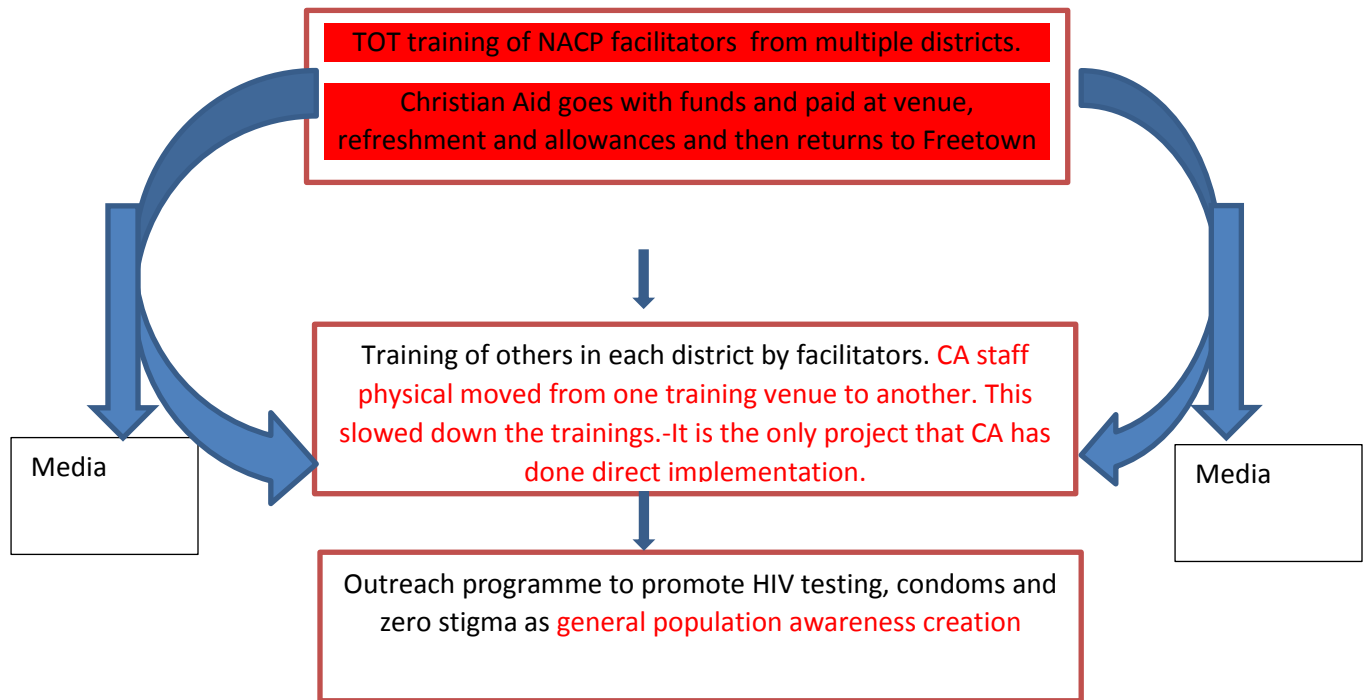 TOT training of NACP facilitators from multiple districts.
Christian Aid goes with funds and paid at venue,
refreshment and allowances and then returns to Freetown
Training of others in each district by facilitators. CA staff
physical moved from one training venue to another. This
slowed down the trainings.-It is the only project that CA has
done direct implementation.
Media
Media
Outreach programme to promote HIV testing, condoms and
zero stigma as general population awareness creation